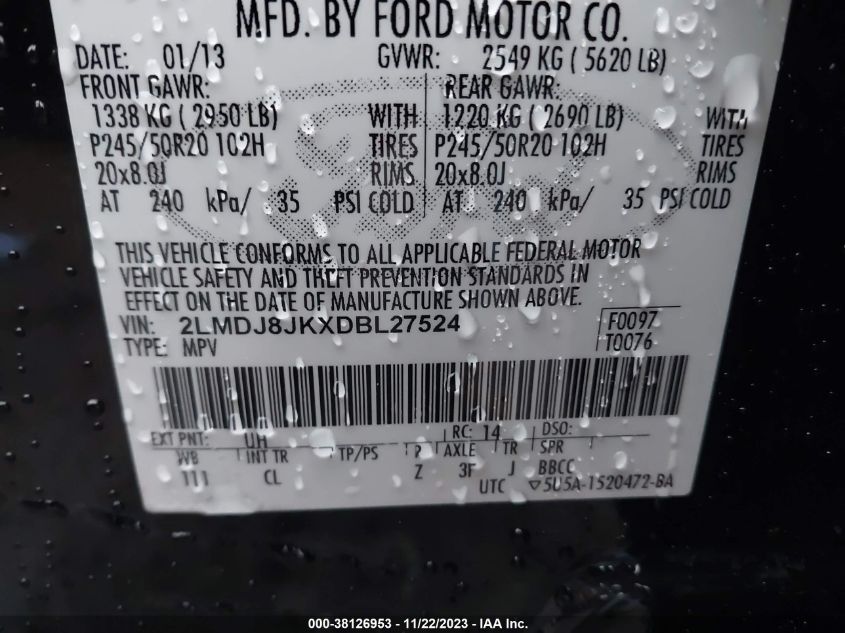 MFD. BY FORD MOTOR CO.
DATE: 01/13 GVWR: 2549 KG ( 5620 LB)
FRONT GAWR: REAR GAWR:
1338 KG ( 2950 LB) WITH 1220 KG ( 2690 LB) WITH
P245/50R20 102H TIRES P245/50R20 102H TIRES
20x8.0J RIMS 20x8.0J RIMS
AT 240 kPa/ 35 PSI COLD AT 240 kPa/ 35 PSI COLD
THIS VEHICLE CONFORMS TO ALL APPLICABLE FEDERAL MOTOR
VEHICLE SAFETY AND THEFT PREVENTION STANDARDS IN
EFFECT ON THE DATE OF MANUFACTURE SHOWN ABOVE.
VIN: 2LMDJ8JKXDBL27524 F0097
TYPE: MPV T0076
EXT PNT: UH RC: 14 DSO:
WB INT TR TP/PS R AXLE TR SPR
111 CL Z 3F J BBCC
UTC ▽5U5A-1520472-BA
000-38126953 - 11/22/2023 - IAA Inc.